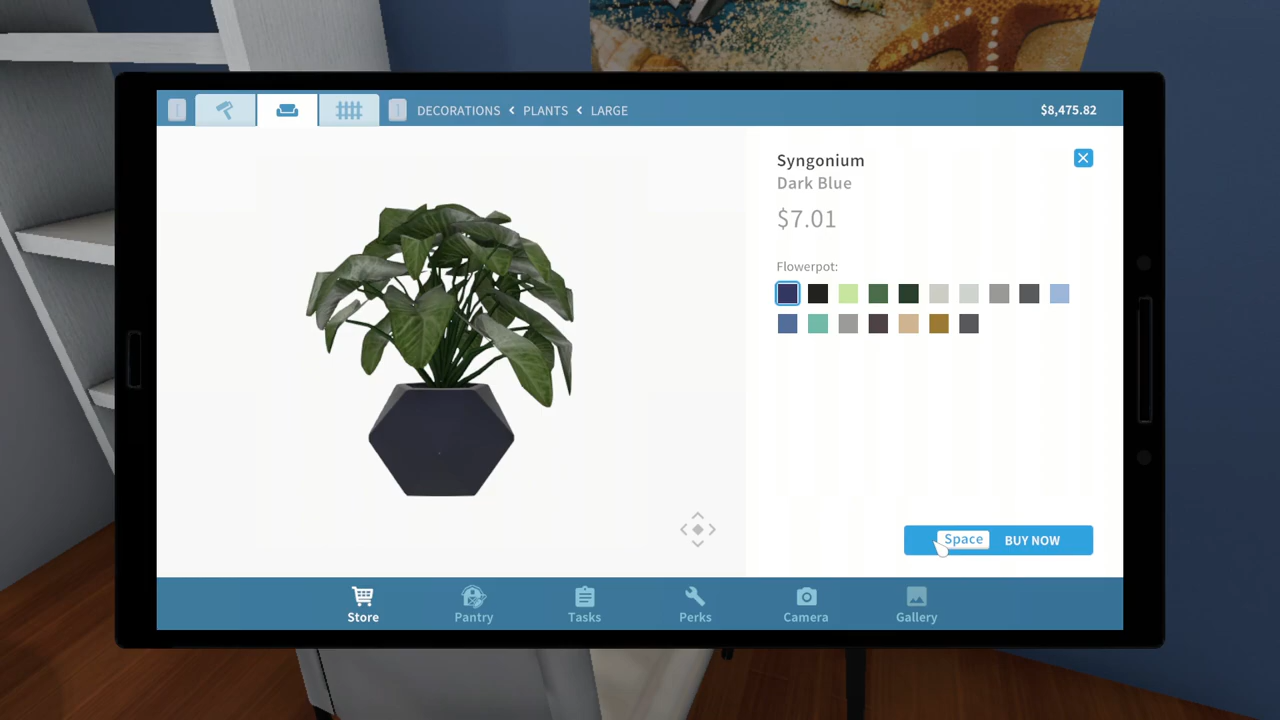 DECORATIONS < PLANTS < LARGE
$8,475.82
Syngonium
Dark Blue
$7.01
Flowerpot:
Space BUY NOW
Store Pantry Tasks Perks Camera Gallery